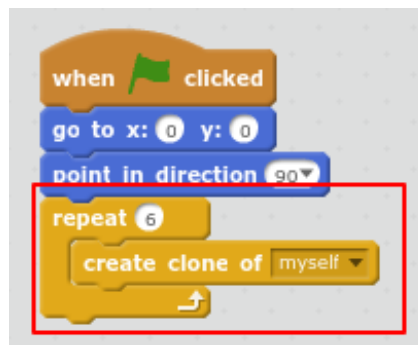 when clicked
go to x: 0 y: 0
point in direction 90
repeat 6
create clone of myself